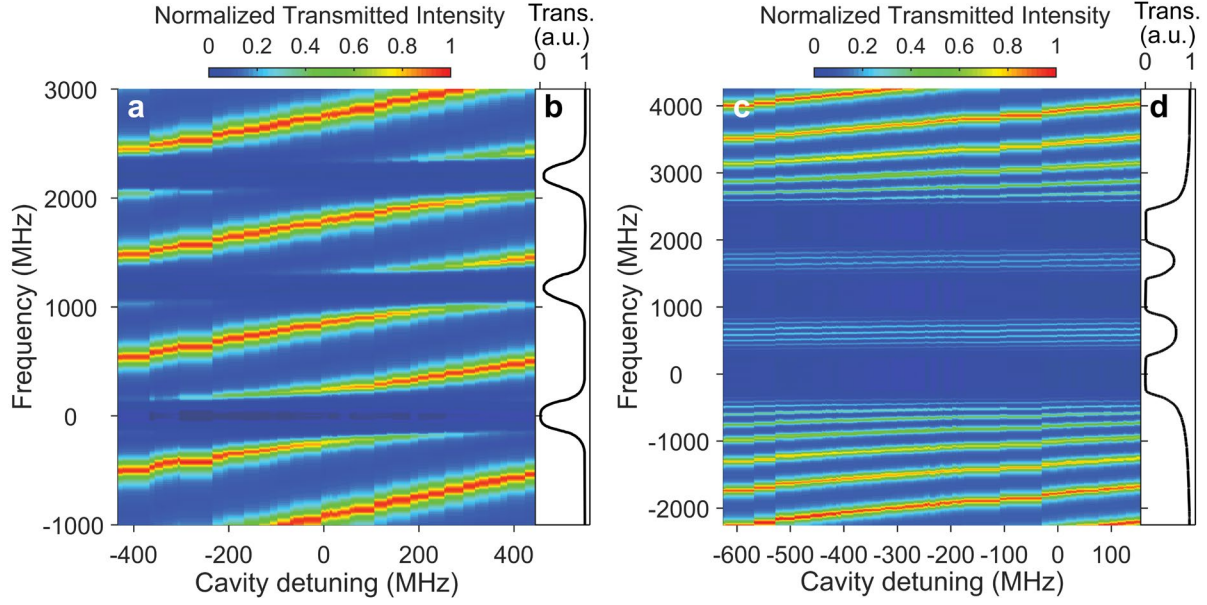 Normalized Transmitted Intensity
0 0.2 0.4 0.6 0.8 1
Trans.
(a.u.)
0 1
a
b
3000
2000
1000
0
-1000
Frequency (MHz)
-400 -200 0 200 400
Cavity detuning (MHz)
Normalized Transmitted Intensity
0 0.2 0.4 0.6 0.8 1
Trans.
(a.u.)
0 1
c
d
4000
3000
2000
1000
0
-1000
-2000
Frequency (MHz)
-600 -500 -400 -300 -200 -100 0 100
Cavity detuning (MHz)